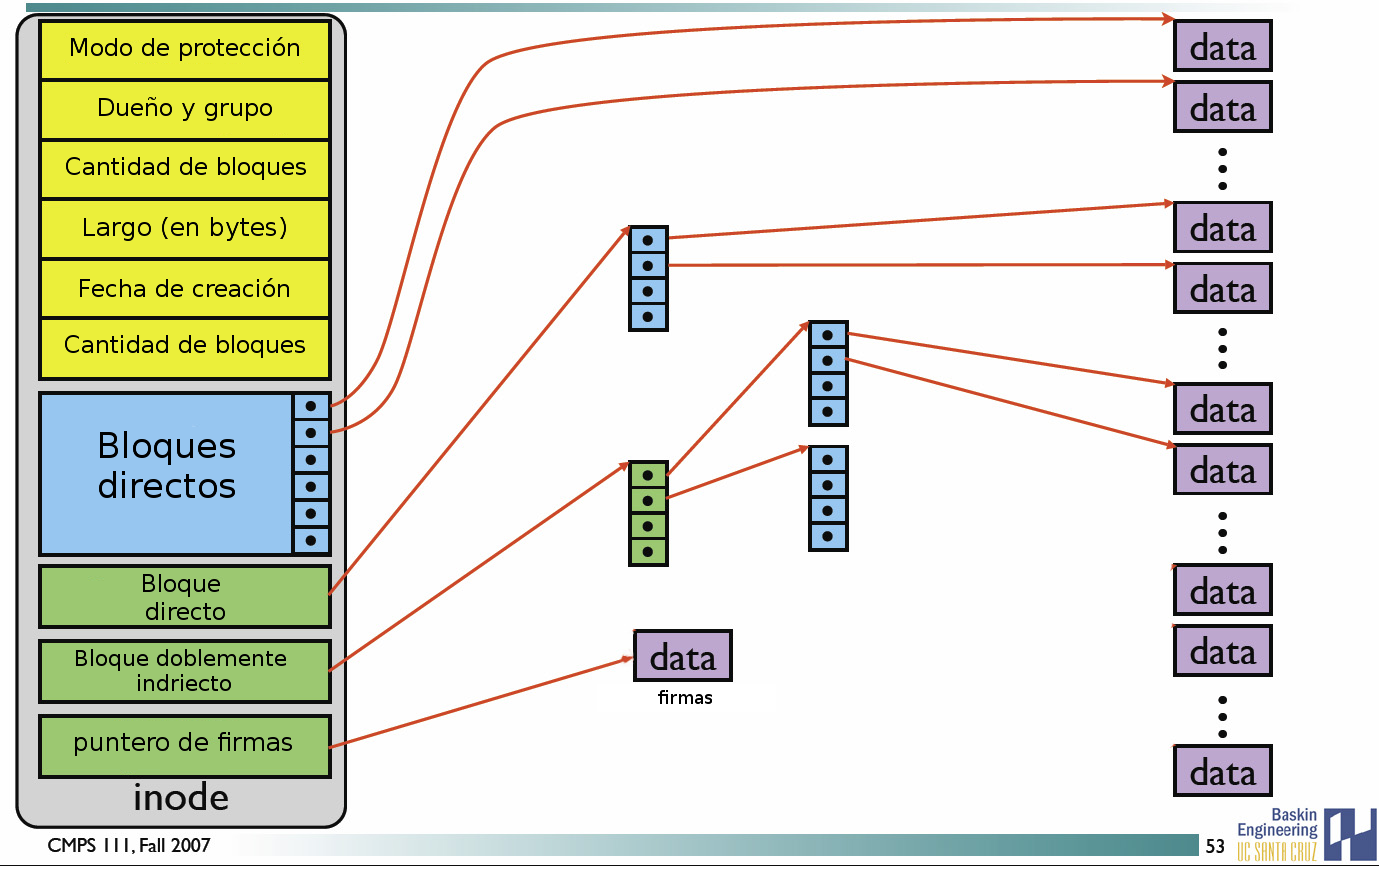 Modo de protección
Dueño y grupo
Cantidad de bloques
Largo (en bytes)
Fecha de creación
Cantidad de bloques
Bloques
directos
Bloque
directo
Bloque doblemente
indriecto
puntero de firmas
inode
data
firmas
data
data
data
data
data
data
data
data
data
CMPS 111, Fall 2007
53
Baskin
Engineering
UC SANTA CRUZ